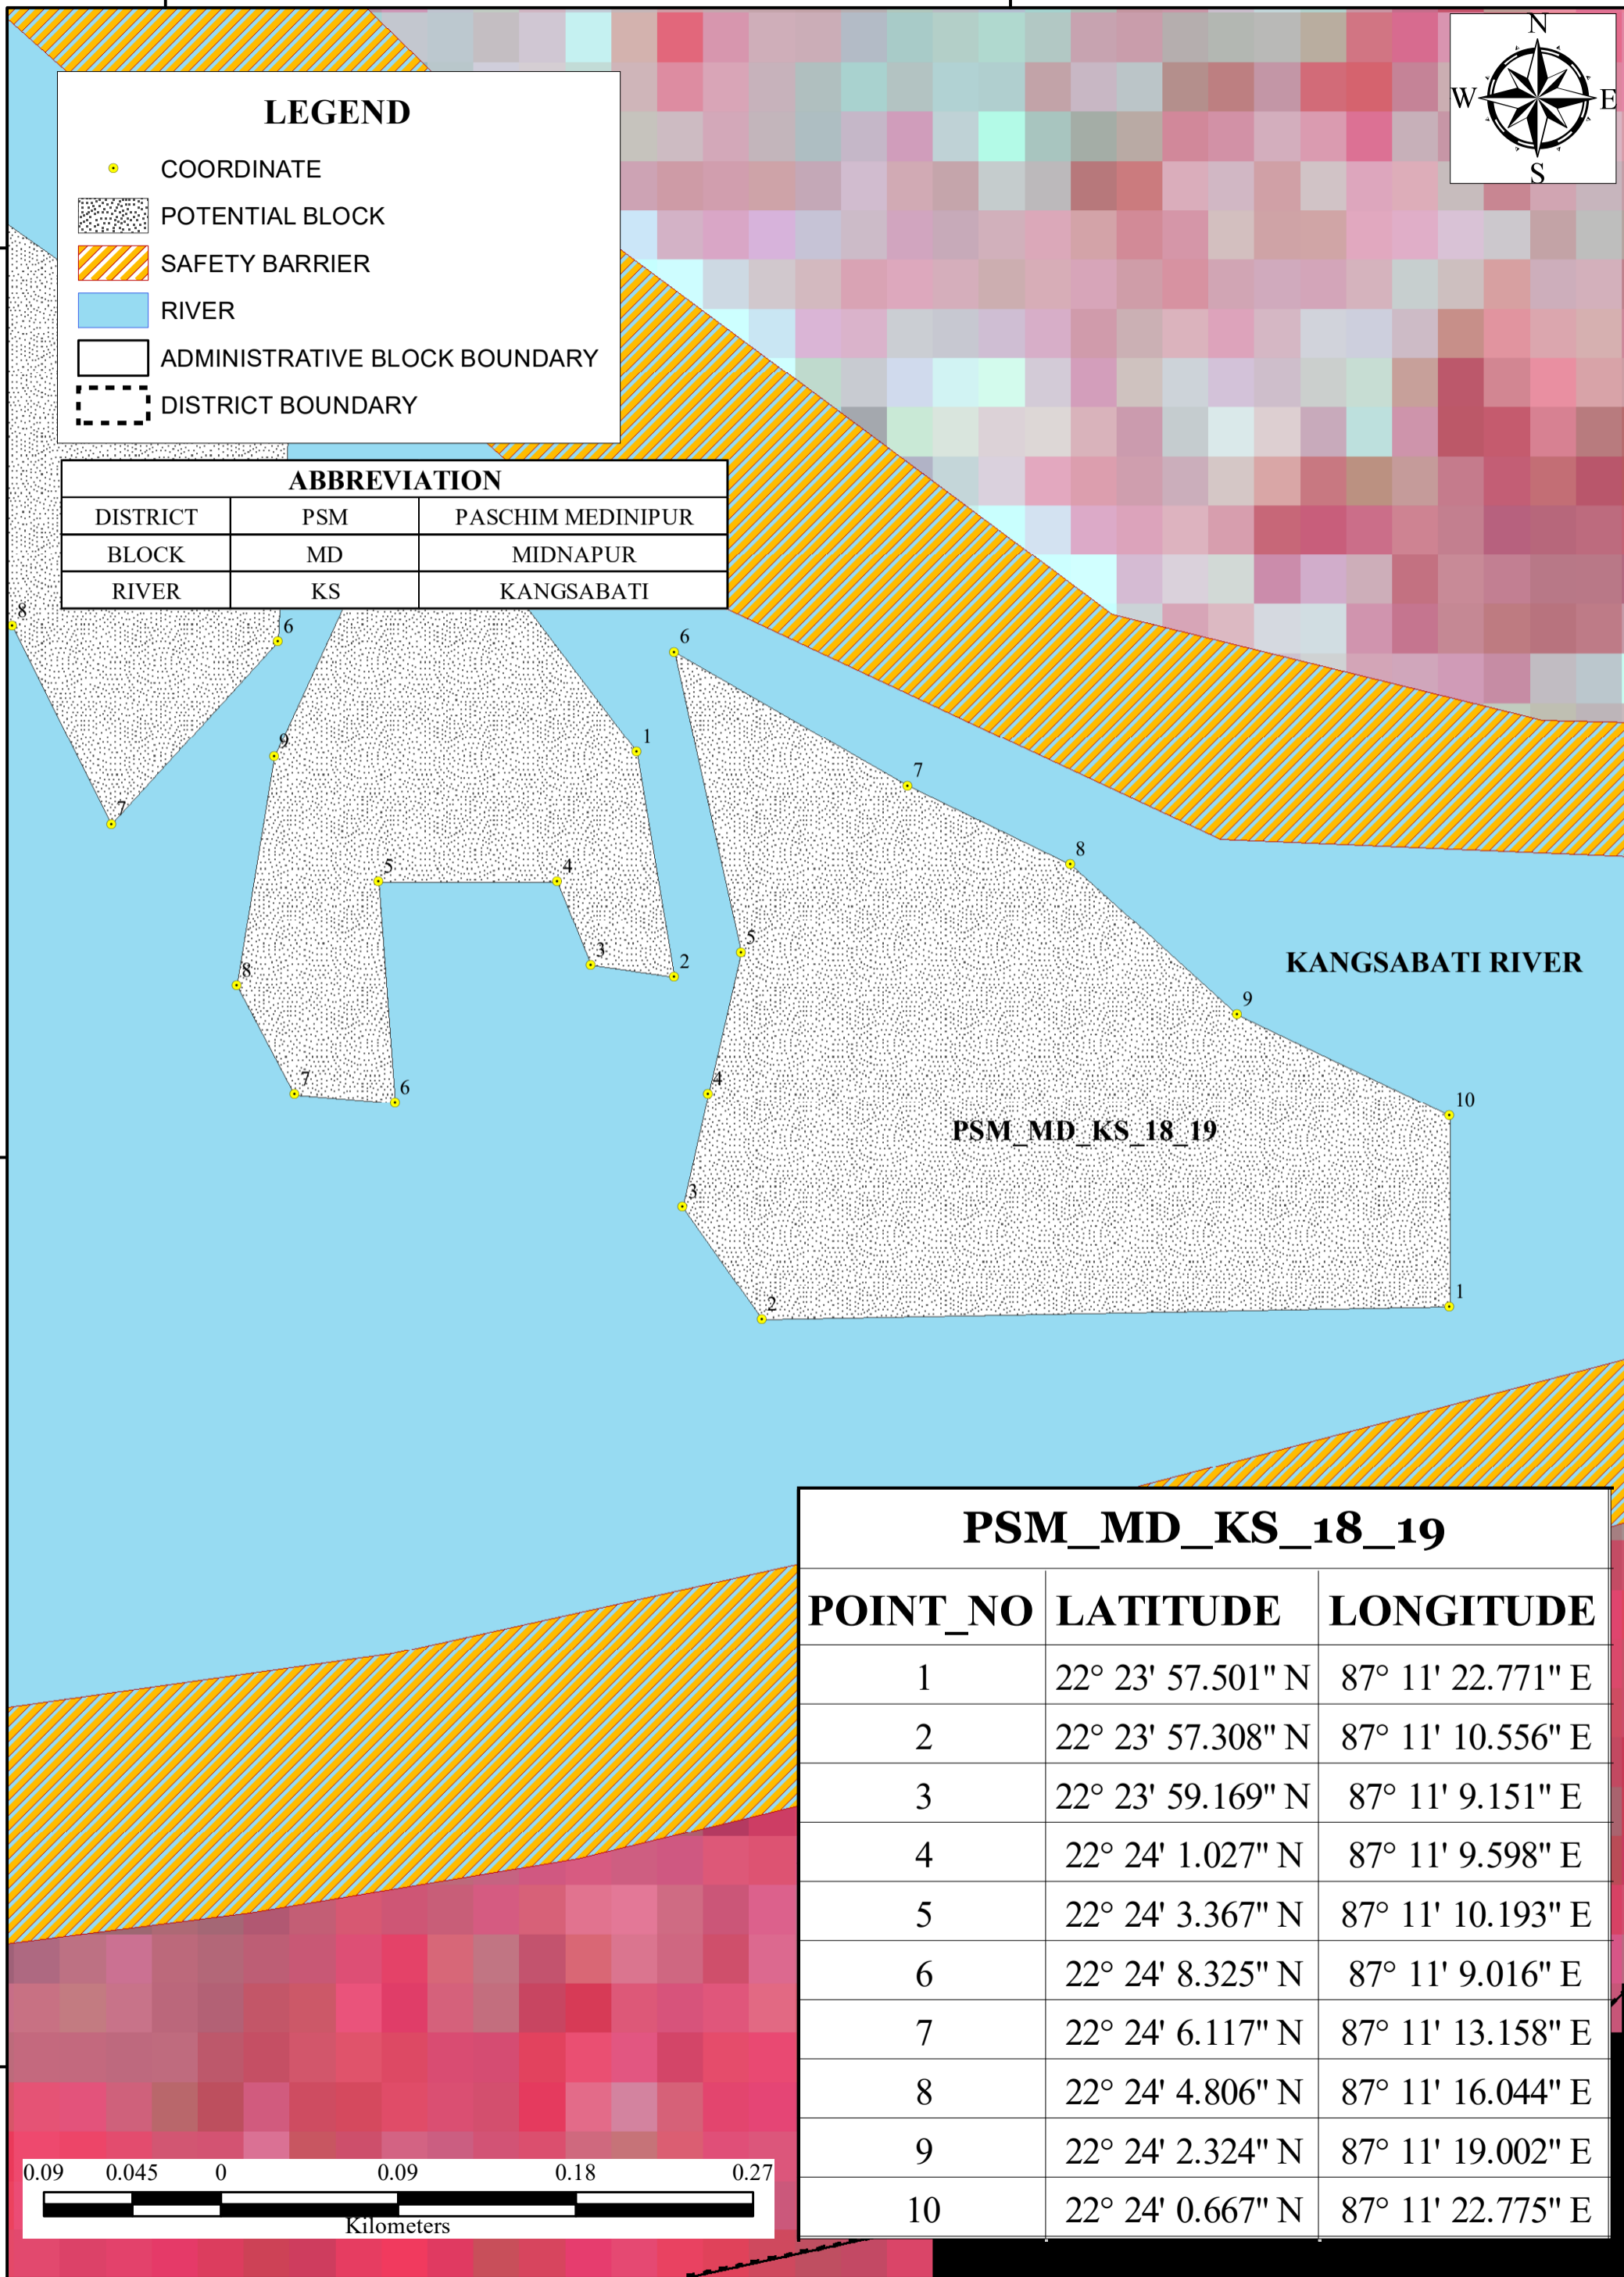 N
W E
S
LEGEND
COORDINATE
POTENTIAL BLOCK
SAFETY BARRIER
RIVER
ADMINISTRATIVE BLOCK BOUNDARY
DISTRICT BOUNDARY
ABBREVIATION
DISTRICT PSM PASCHIM MEDINIPUR
BLOCK MD MIDNAPUR
RIVER KS KANGSABATI
8
6
7
9
1
5
4
3
2
8
7
6
6
7
8
5
9
KANGSABATI RIVER
4
10
PSM_MD_KS_18_19
3
1
2
PSM_MD_KS_18_19
POINT_NO LATITUDE LONGITUDE
1 22° 23' 57.501" N 87° 11' 22.771" E
2 22° 23' 57.308" N 87° 11' 10.556" E
3 22° 23' 59.169" N 87° 11' 9.151" E
4 22° 24' 1.027" N 87° 11' 9.598" E
5 22° 24' 3.367" N 87° 11' 10.193" E
6 22° 24' 8.325" N 87° 11' 9.016" E
7 22° 24' 6.117" N 87° 11' 13.158" E
8 22° 24' 4.806" N 87° 11' 16.044" E
9 22° 24' 2.324" N 87° 11' 19.002" E
10 22° 24' 0.667" N 87° 11' 22.775" E
0.09 0.045 0 0.09 0.18 0.27
Kilometers